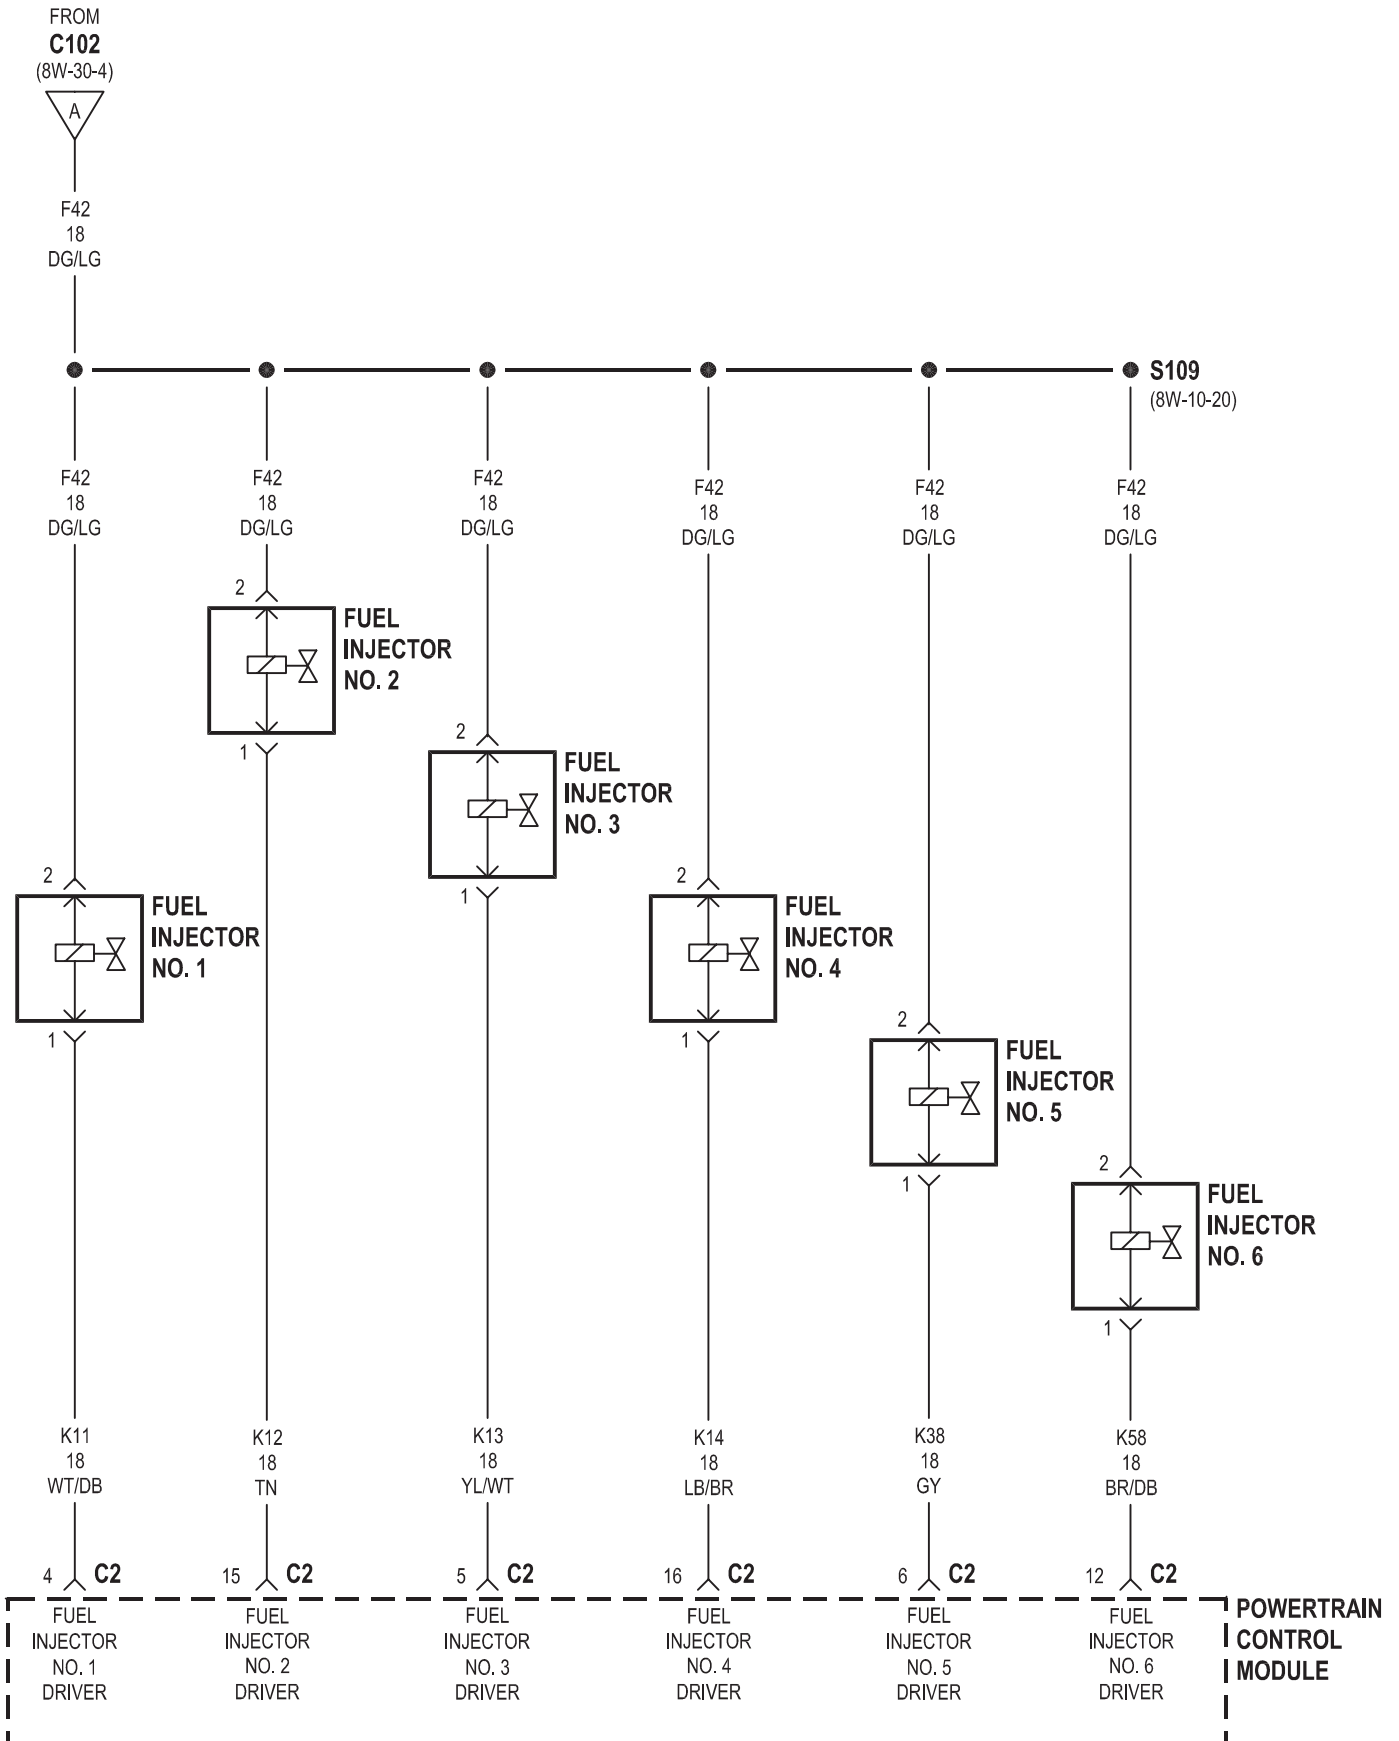 FROM
C102
(8W-30-4)
A
F42
18
DG/LG
S109
(8W-10-20)
F42
18
DG/LG
F42
18
DG/LG
F42
18
DG/LG
F42
18
DG/LG
F42
18
DG/LG
F42
18
DG/LG
2
FUEL
INJECTOR
NO. 2
1
2
FUEL
INJECTOR
NO. 3
1
2
FUEL
INJECTOR
NO. 1
1
2
FUEL
INJECTOR
NO. 4
1
2
FUEL
INJECTOR
NO. 5
1
2
FUEL
INJECTOR
NO. 6
1
K11
18
WT/DB
K12
18
TN
K13
18
YL/WT
K14
18
LB/BR
K38
18
GY
K58
18
BR/DB
4 C2
15 C2
5 C2
16 C2
6 C2
12 C2
FUEL
INJECTOR
NO. 1
DRIVER
FUEL
INJECTOR
NO. 2
DRIVER
FUEL
INJECTOR
NO. 3
DRIVER
FUEL
INJECTOR
NO. 4
DRIVER
FUEL
INJECTOR
NO. 5
DRIVER
FUEL
INJECTOR
NO. 6
DRIVER
POWERTRAIN
CONTROL
MODULE